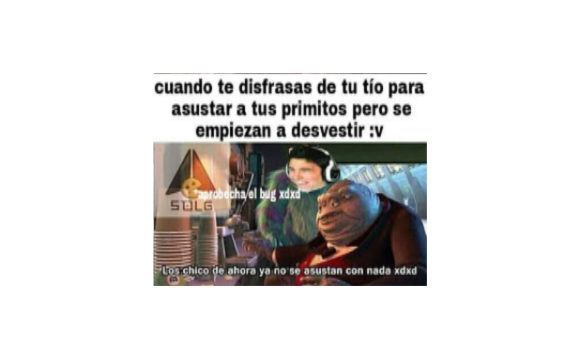 cuando te disfrasas de tu tío para
asustar a tus primitos pero se
empiezan a desvestir :v
*aprobecha el bug xdxd*
SDLG
Los chico de ahora ya no se asustan con nada xdxd